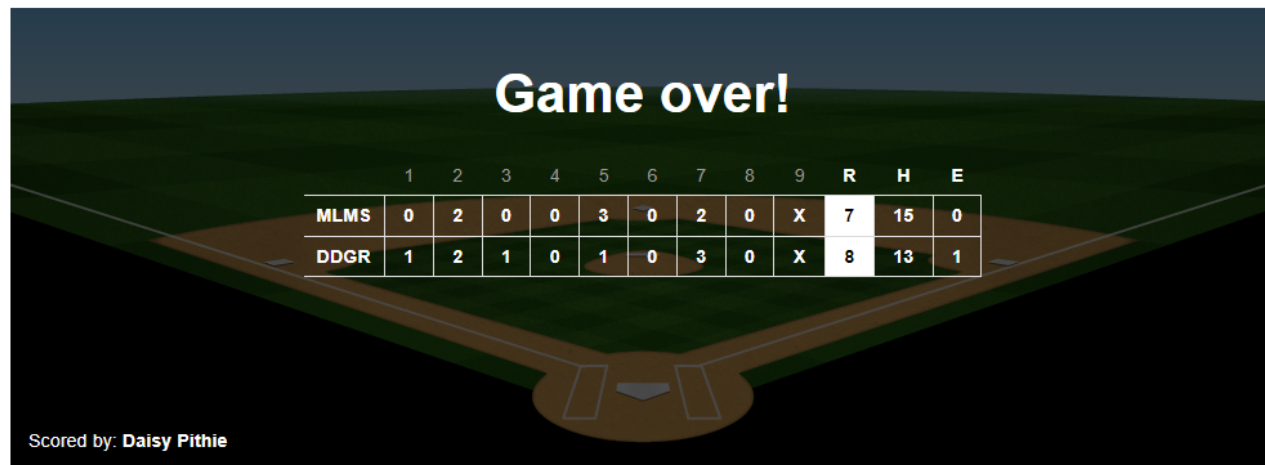 Game over!
1 2 3 4 5 6 7 8 9 R H E
MLMS 0 2 0 0 3 0 2 0 X 7 15 0
DDGR 1 2 1 0 1 0 3 0 X 8 13 1
Scored by: Daisy Pithie